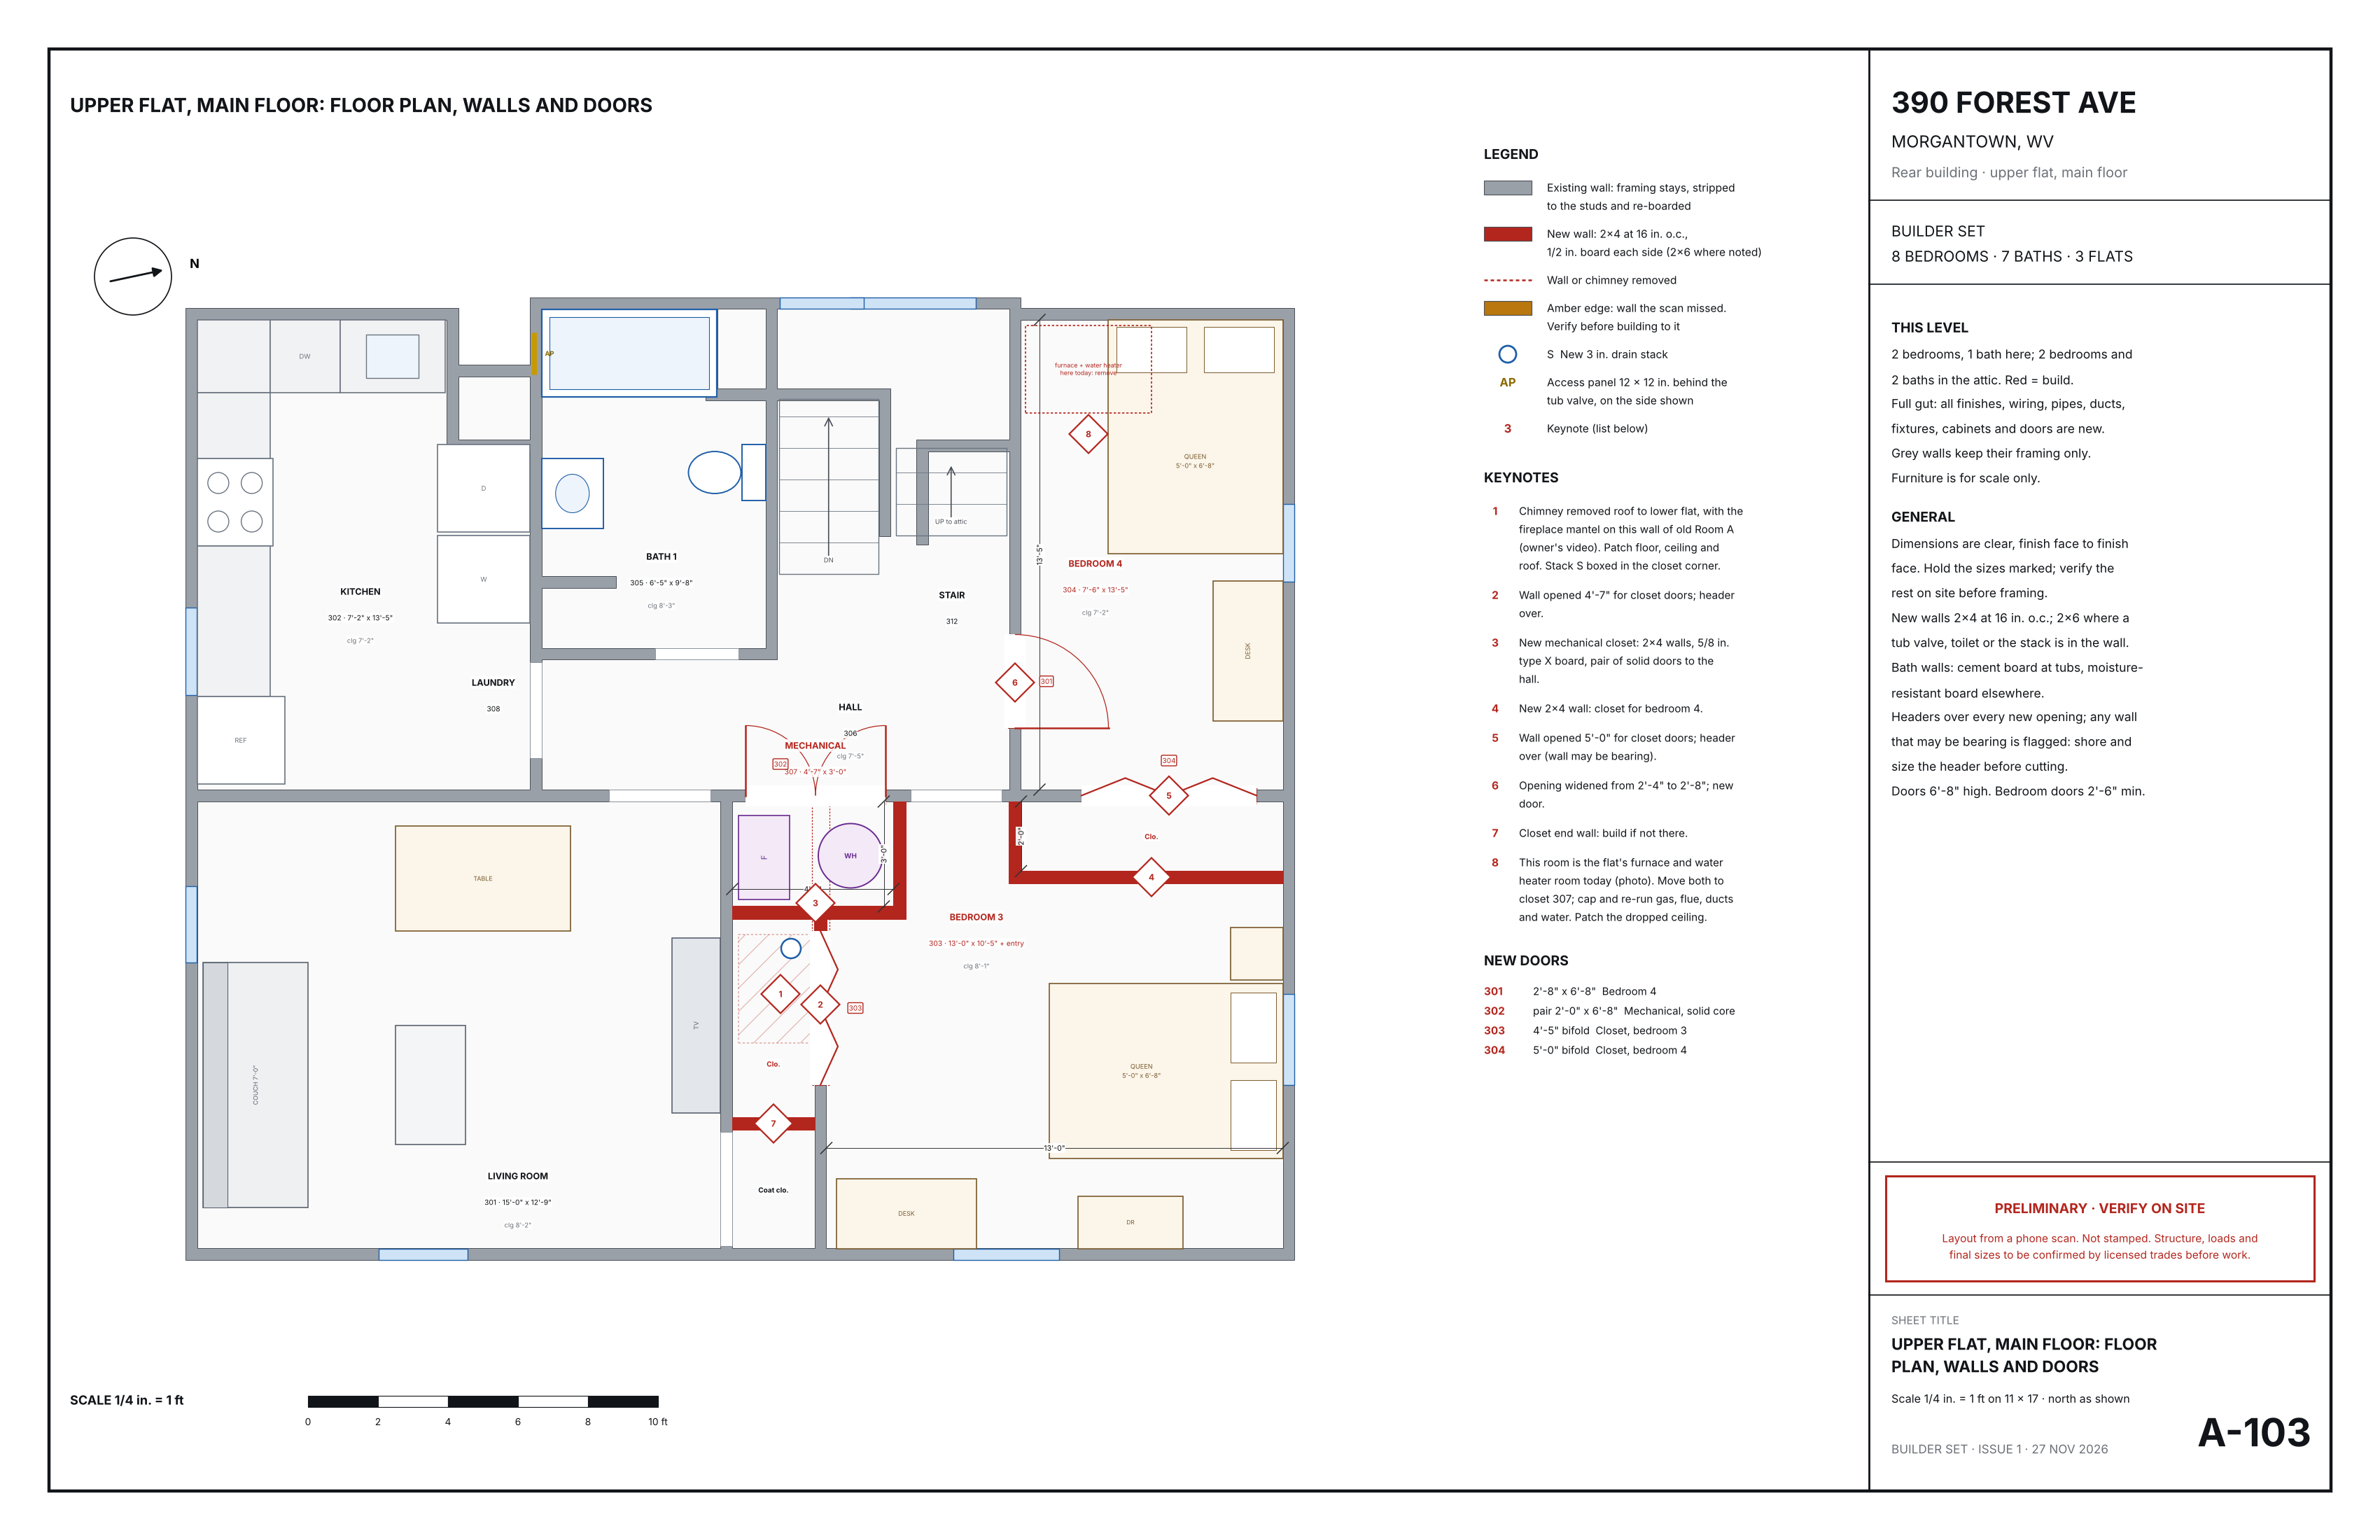 UPPER FLAT, MAIN FLOOR: FLOOR PLAN, WALLS AND DOORS
N
DW
AP
D
W
REF
KITCHEN
302 · 7'-2" x 13'-5"
clg 7'-2"
LAUNDRY
308
BATH 1
305 · 6'-5" x 9'-8"
clg 8'-3"
DN
UP to attic
STAIR
312
HALL
306
clg 7'-5"
MECHANICAL
302
307 · 4'-7" x 3'-0"
furnace + water heater
here today: remove
8
QUEEN
5'-0" x 6'-8"
13'-5"
BEDROOM 4
304 · 7'-6" x 13'-5"
clg 7'-2"
DESK
6
301
304
5
Clo.
2'-0"
4
F
WH
3'-0"
3
TABLE
COUCH 7'-0"
TV
LIVING ROOM
301 · 15'-0" x 12'-9"
clg 8'-2"
1
2
303
Clo.
7
Coat clo.
BEDROOM 3
303 · 13'-0" x 10'-5" + entry
clg 8'-1"
QUEEN
5'-0" x 6'-8"
13'-0"
DESK
DR
SCALE 1/4 in. = 1 ft
0 2 4 6 8 10 ft
LEGEND
Existing wall: framing stays, stripped
to the studs and re-boarded
New wall: 2×4 at 16 in. o.c.,
1/2 in. board each side (2×6 where noted)
Wall or chimney removed
Amber edge: wall the scan missed.
Verify before building to it
S New 3 in. drain stack
AP Access panel 12 × 12 in. behind the
tub valve, on the side shown
3 Keynote (list below)
KEYNOTES
1 Chimney removed roof to lower flat, with the
fireplace mantel on this wall of old Room A
(owner's video). Patch floor, ceiling and
roof. Stack S boxed in the closet corner.
2 Wall opened 4'-7" for closet doors; header
over.
3 New mechanical closet: 2×4 walls, 5/8 in.
type X board, pair of solid doors to the
hall.
4 New 2×4 wall: closet for bedroom 4.
5 Wall opened 5'-0" for closet doors; header
over (wall may be bearing).
6 Opening widened from 2'-4" to 2'-8"; new
door.
7 Closet end wall: build if not there.
8 This room is the flat's furnace and water
heater room today (photo). Move both to
closet 307; cap and re-run gas, flue, ducts
and water. Patch the dropped ceiling.
NEW DOORS
301 2'-8" x 6'-8" Bedroom 4
302 pair 2'-0" x 6'-8" Mechanical, solid core
303 4'-5" bifold Closet, bedroom 3
304 5'-0" bifold Closet, bedroom 4
390 FOREST AVE
MORGANTOWN, WV
Rear building · upper flat, main floor
BUILDER SET
8 BEDROOMS · 7 BATHS · 3 FLATS
THIS LEVEL
2 bedrooms, 1 bath here; 2 bedrooms and
2 baths in the attic. Red = build.
Full gut: all finishes, wiring, pipes, ducts,
fixtures, cabinets and doors are new.
Grey walls keep their framing only.
Furniture is for scale only.
GENERAL
Dimensions are clear, finish face to finish
face. Hold the sizes marked; verify the
rest on site before framing.
New walls 2×4 at 16 in. o.c.; 2×6 where a
tub valve, toilet or the stack is in the wall.
Bath walls: cement board at tubs, moisture-
resistant board elsewhere.
Headers over every new opening; any wall
that may be bearing is flagged: shore and
size the header before cutting.
Doors 6'-8" high. Bedroom doors 2'-6" min.
PRELIMINARY · VERIFY ON SITE
Layout from a phone scan. Not stamped. Structure, loads and
final sizes to be confirmed by licensed trades before work.
SHEET TITLE
UPPER FLAT, MAIN FLOOR: FLOOR
PLAN, WALLS AND DOORS
Scale 1/4 in. = 1 ft on 11 × 17 · north as shown
A-103
BUILDER SET · ISSUE 1 · 27 NOV 2026